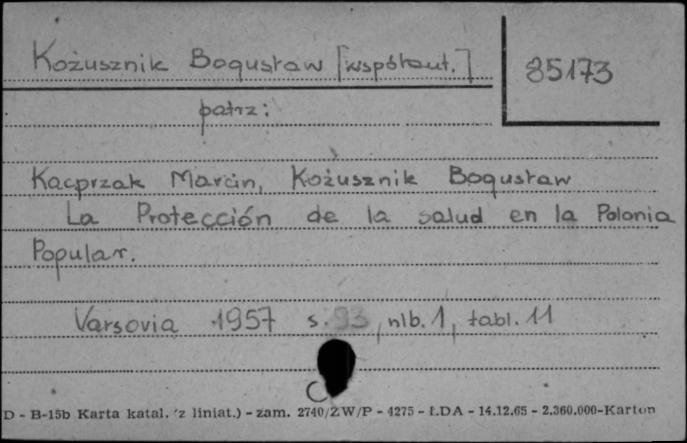 Kożusznik Bogusław [współaut.]
85173
patrz:
Kacprzak Marcin, Kożusznik Bogusław
La Protección de la salud en la Polonia
Popular.
Varsovia 1957 s. 93, nlb. 1, tabl. 11
D - B-15b Karta katal. (z liniat.) - zam. 2740/ZW/P - 4275 - ŁDA - 14.12.65 - 2.360.000-Karton